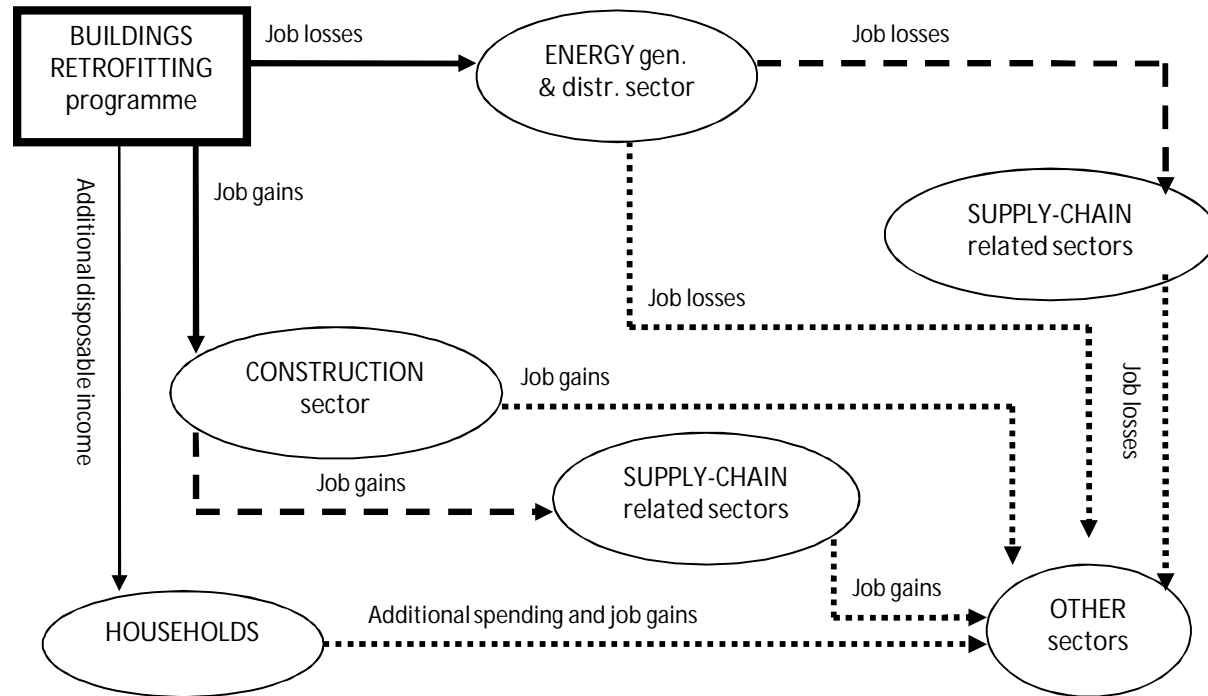 BUILDINGS
RETROFITTING
programme
Job losses
ENERGY gen.
& distr. sector
Job losses
Additional disposable income
Job gains
SUPPLY-CHAIN
related sectors
Job losses
CONSTRUCTION
sector
Job gains
Job losses
Job gains
SUPPLY-CHAIN
related sectors
Job gains
HOUSEHOLDS
Additional spending and job gains
OTHER
sectors